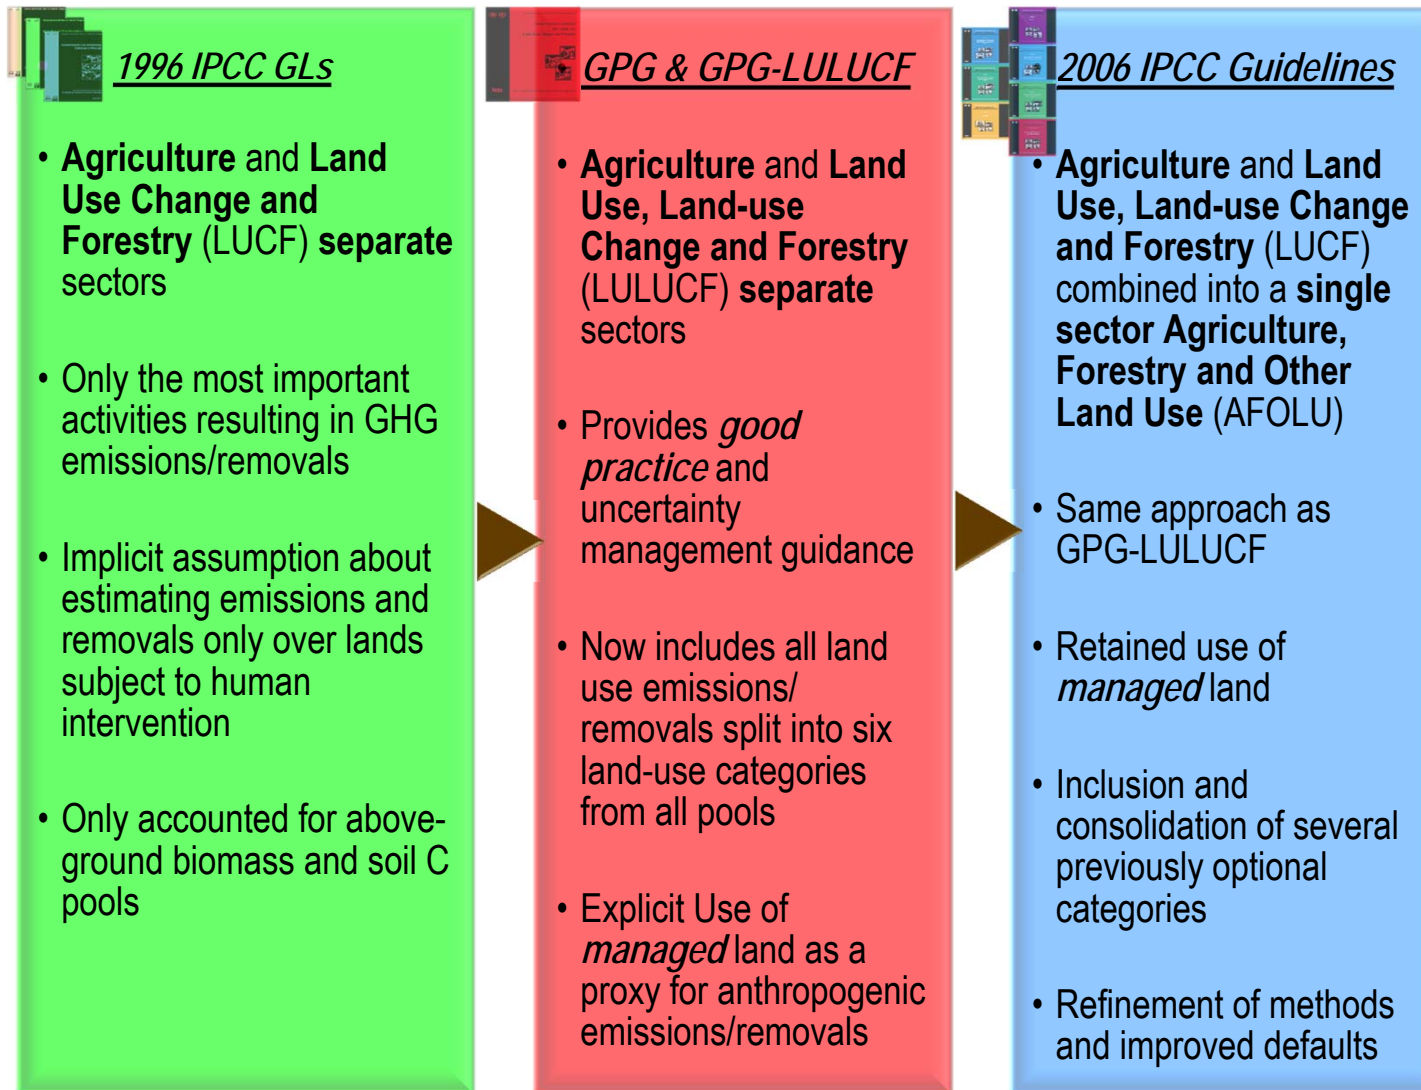 1996 IPCC GLs
• Agriculture and Land
Use Change and
Forestry (LUCF) separate
sectors
• Only the most important
activities resulting in GHG
emissions/removals
• Implicit assumption about
estimating emissions and
removals only over lands
subject to human
intervention
• Only accounted for above-
ground biomass and soil C
pools
GPG & GPG-LULUCF
• Agriculture and Land
Use, Land-use
Change and Forestry
(LULUCF) separate
sectors
• Provides good
practice and
uncertainty
management guidance
• Now includes all land
use emissions/
removals split into six
land-use categories
from all pools
• Explicit Use of
managed land as a
proxy for anthropogenic
emissions/removals
2006 IPCC Guidelines
• Agriculture and Land
Use, Land-use Change
and Forestry (LUCF)
combined into a single
sector Agriculture,
Forestry and Other
Land Use (AFOLU)
• Same approach as
GPG-LULUCF
• Retained use of
managed land
• Inclusion and
consolidation of several
previously optional
categories
• Refinement of methods
and improved defaults